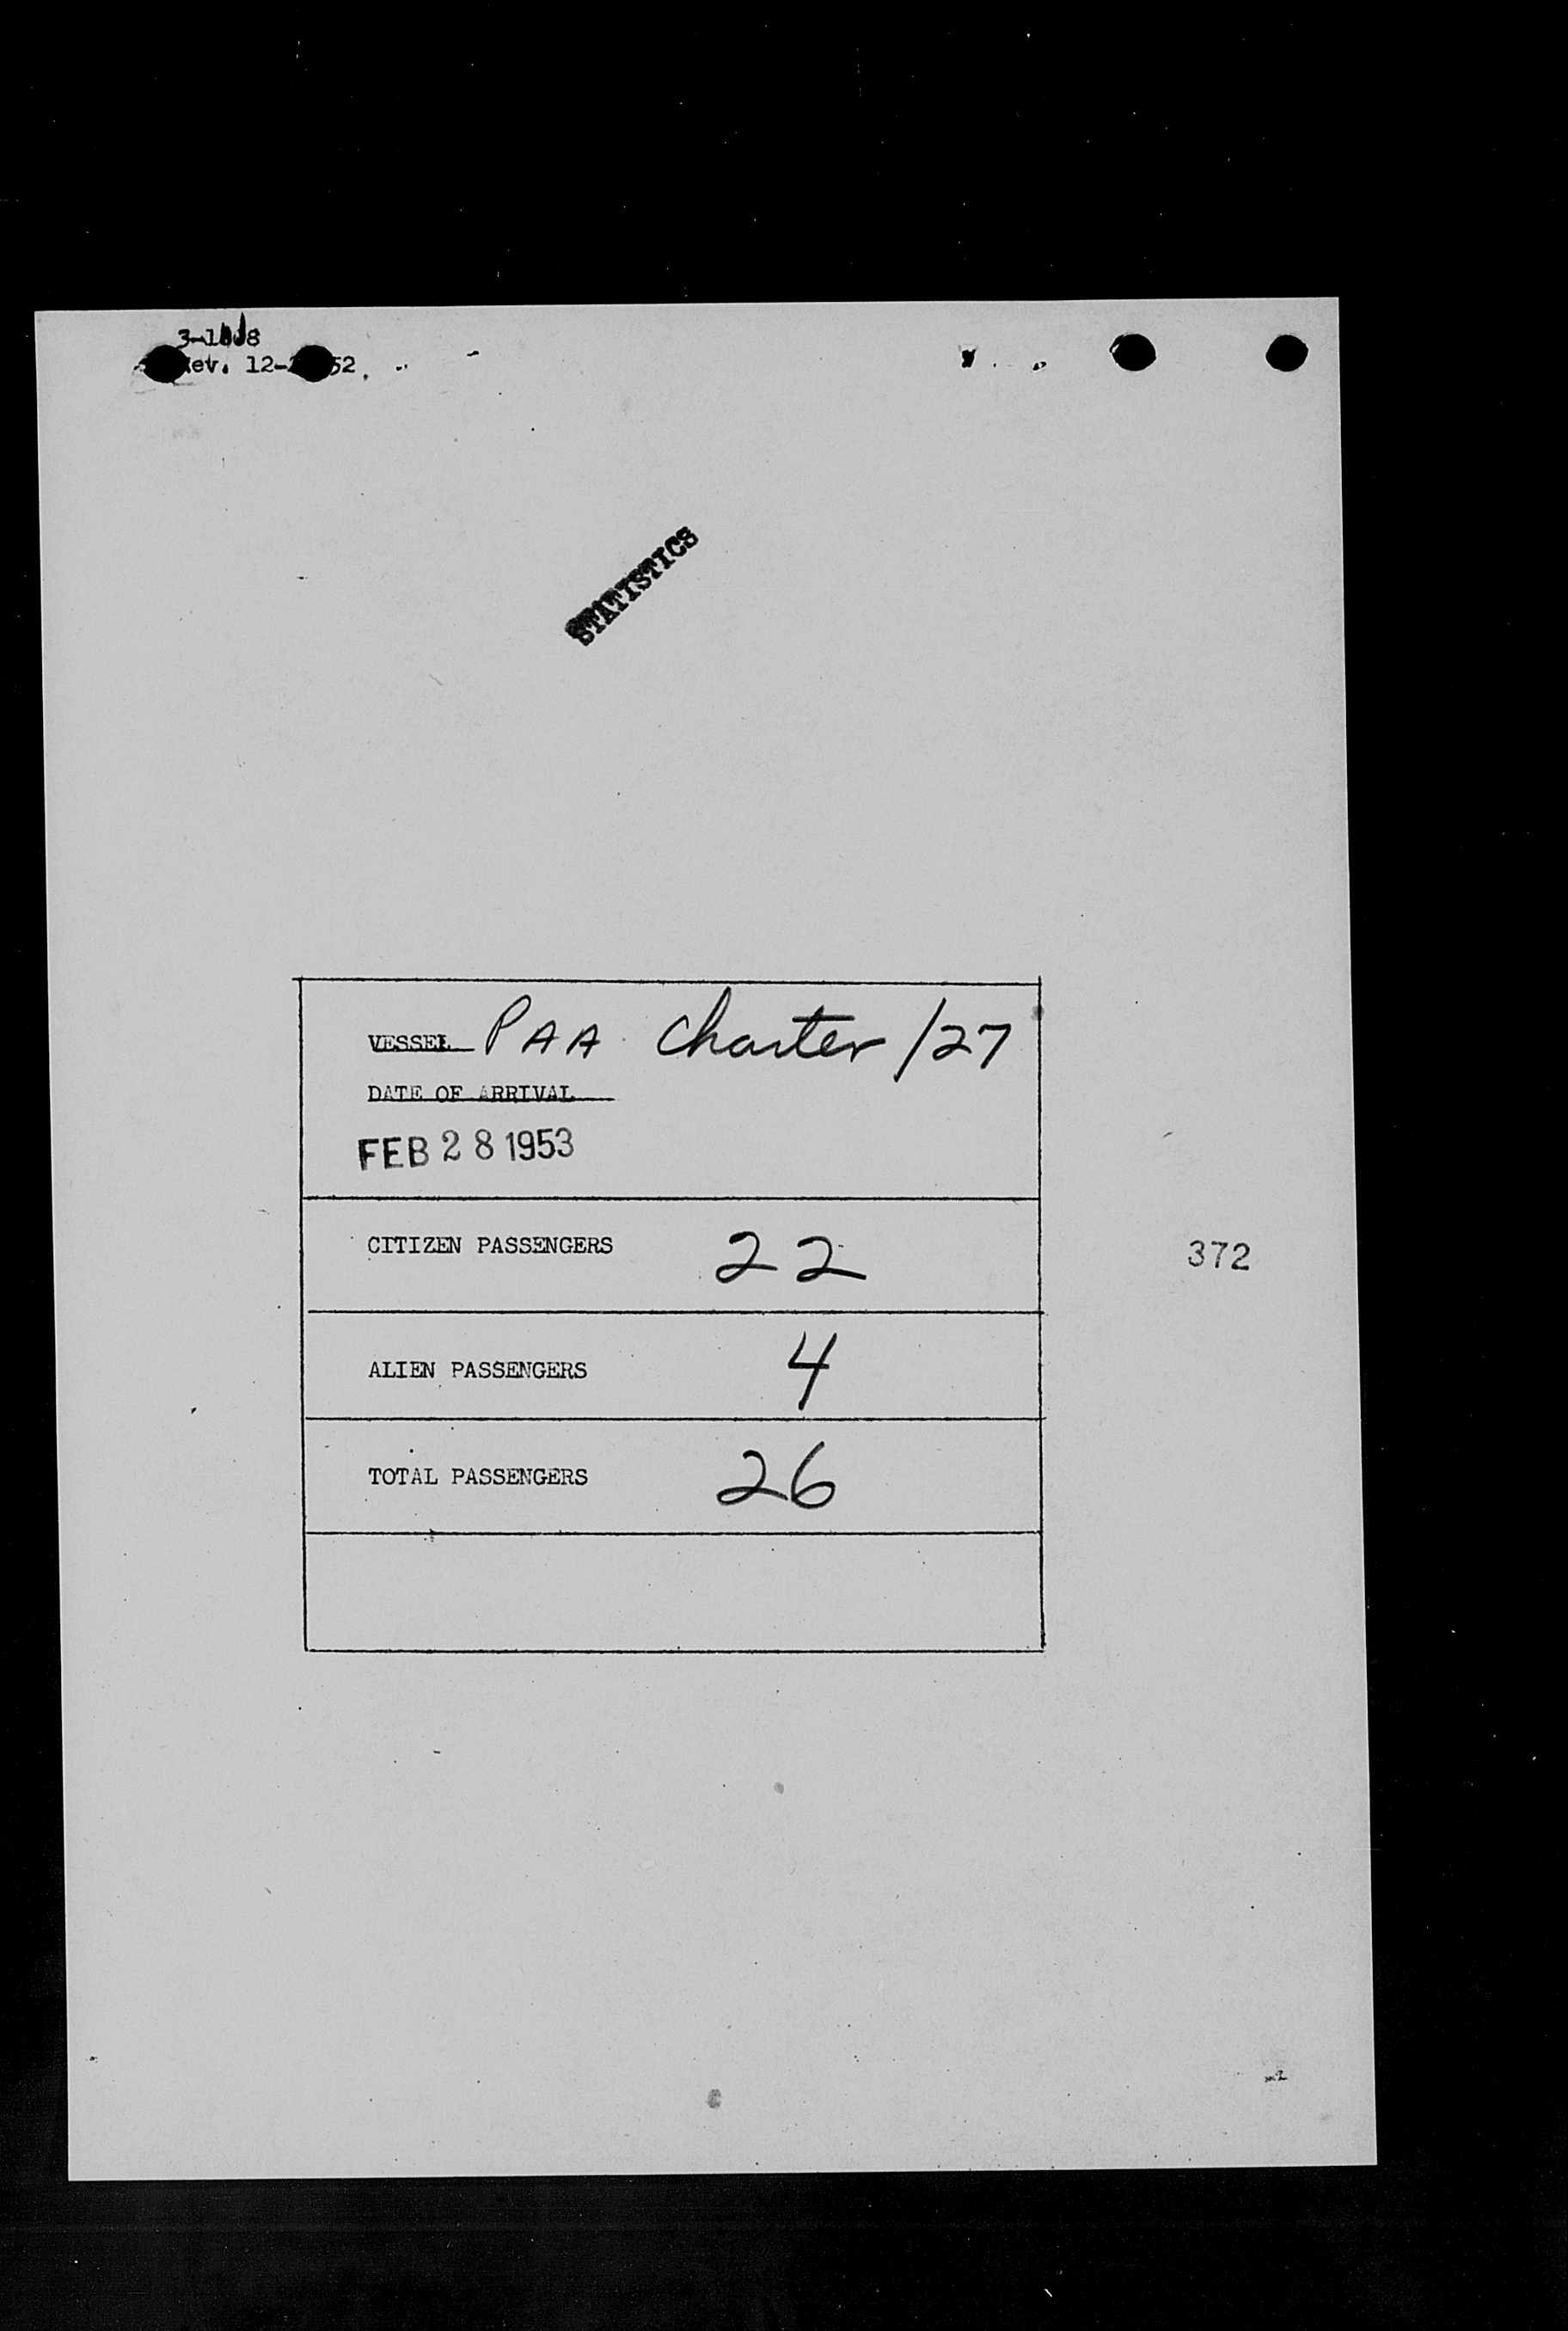 3-1
Rev. 12- 52
STATISTICS
VESSEL PAA Charter/27
DATE OF ARRIVAL
FEB 28 1953
CITIZEN PASSENGERS 22
372
ALIEN PASSENGERS 4
TOTAL PASSENGERS 26